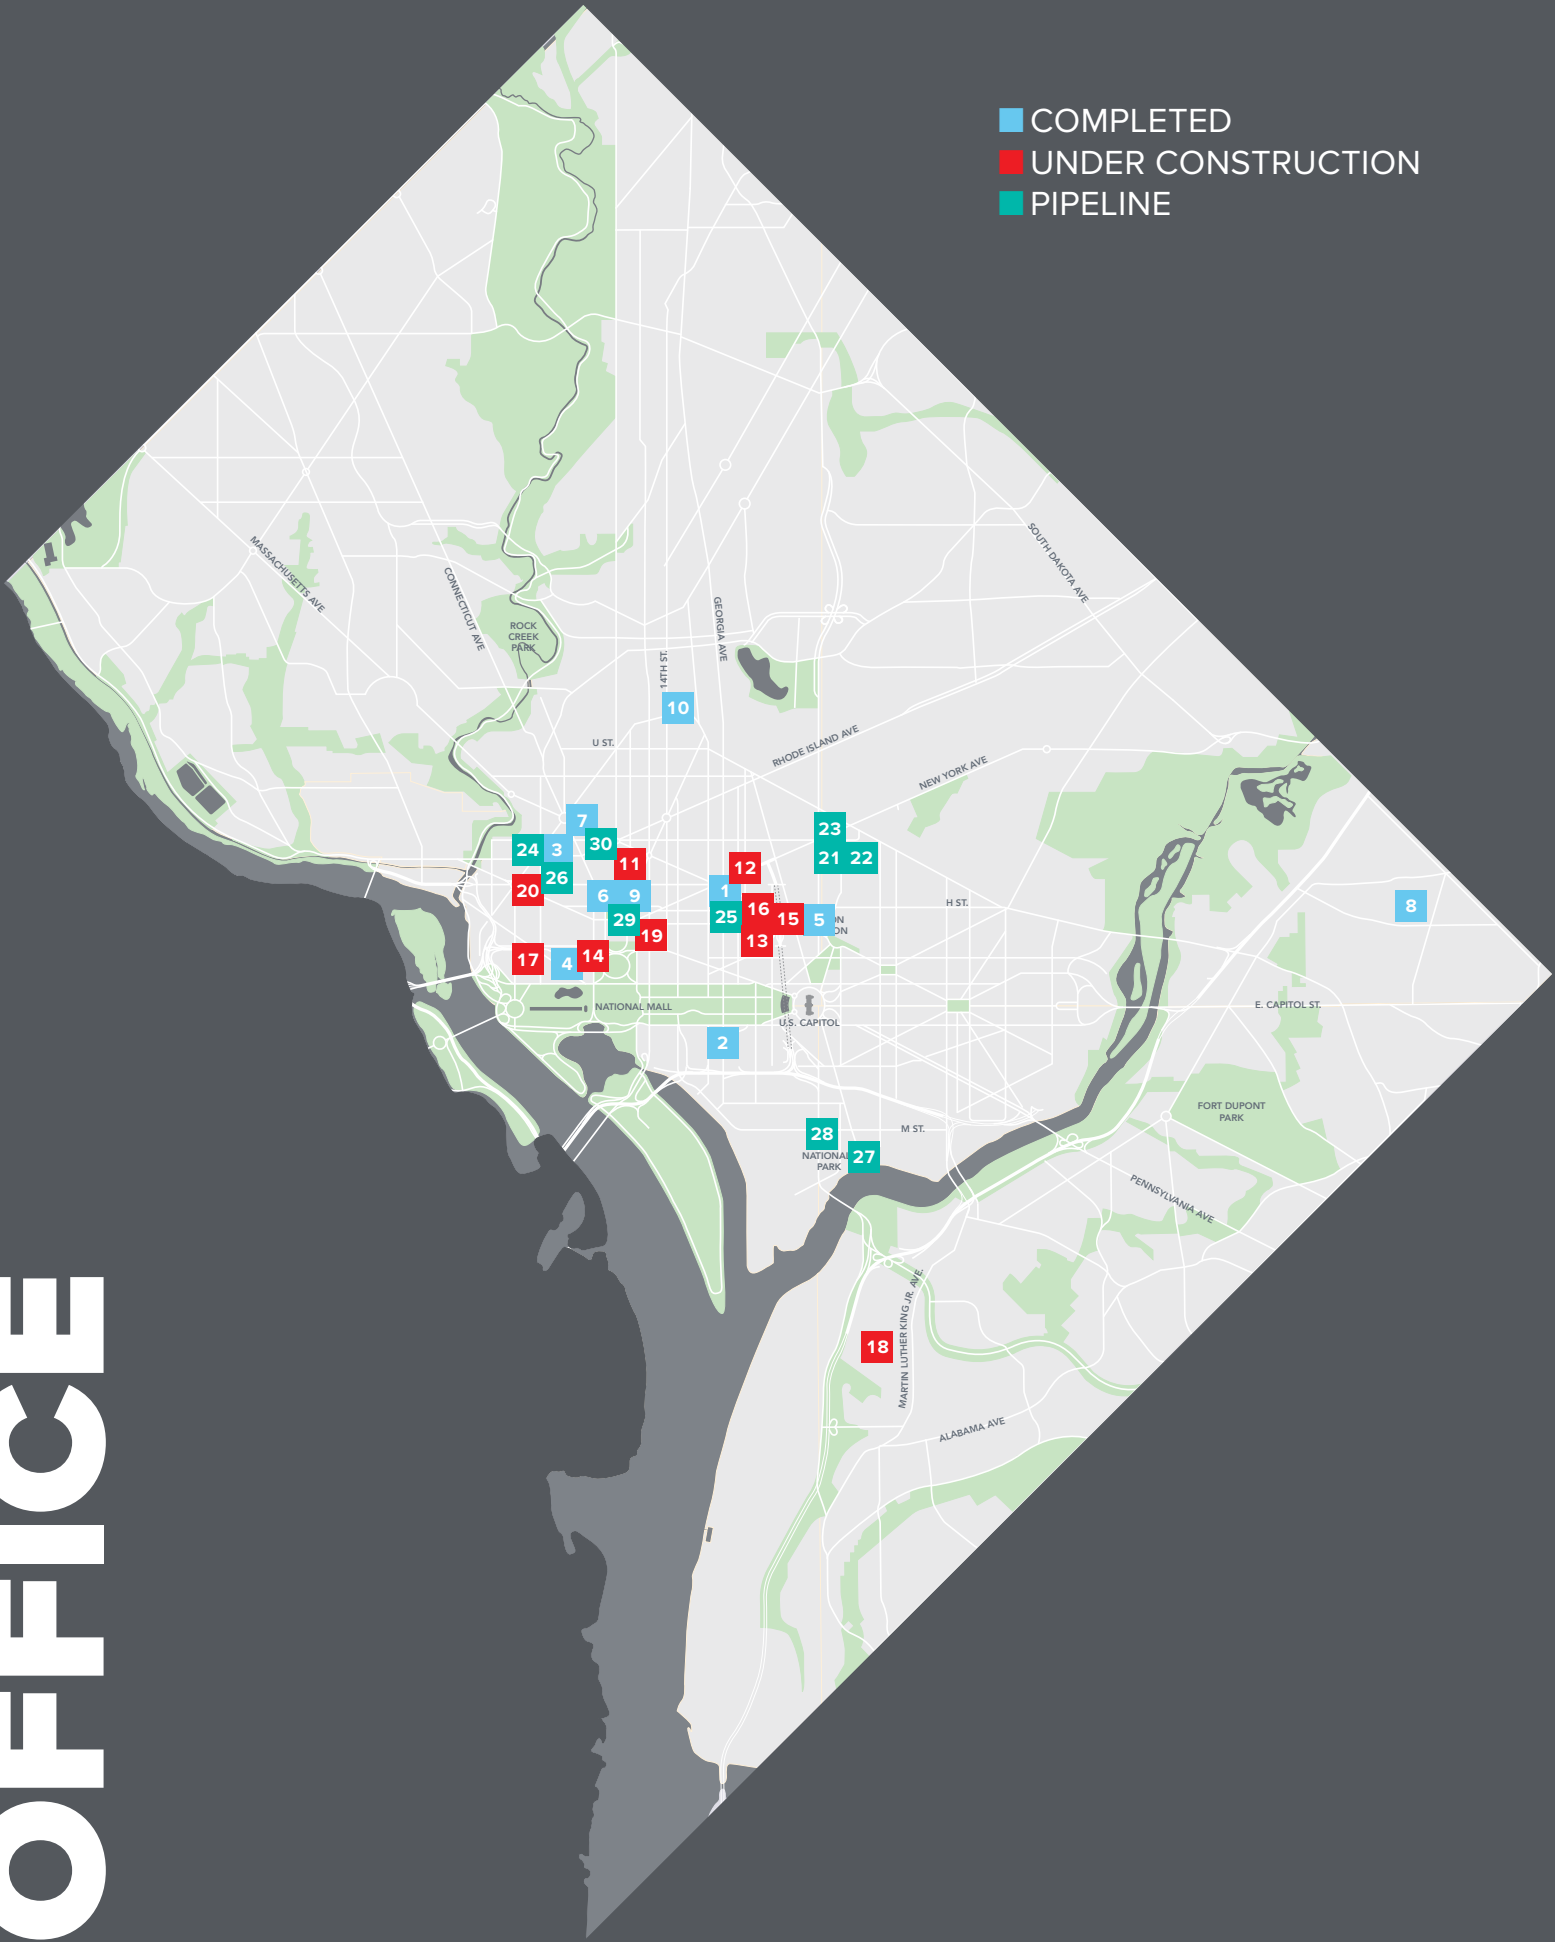 COMPLETED
UNDER CONSTRUCTION
PIPELINE
MASSACHUSETTS AVE
CONNECTICUT AVE
ROCK
CREEK
PARK
14TH ST.
GEORGIA AVE
SOUTH DAKOTA AVE
10
U ST.
RHODE ISLAND AVE
NEW YORK AVE
7
23
24
3
30
21
22
11
12
26
20
6
9
1
H ST.
8
29
25
16
15
5
ON
ON
19
13
17
4
14
NATIONAL MALL
E. CAPITOL ST.
U.S. CAPITOL
2
FORT DUPONT
PARK
28
M ST.
NATIONAL
PARK
27
PENNSYLVANIA AVE
MARTIN LUTHER KING JR. AVE.
18
ALABAMA AVE
OFFICE